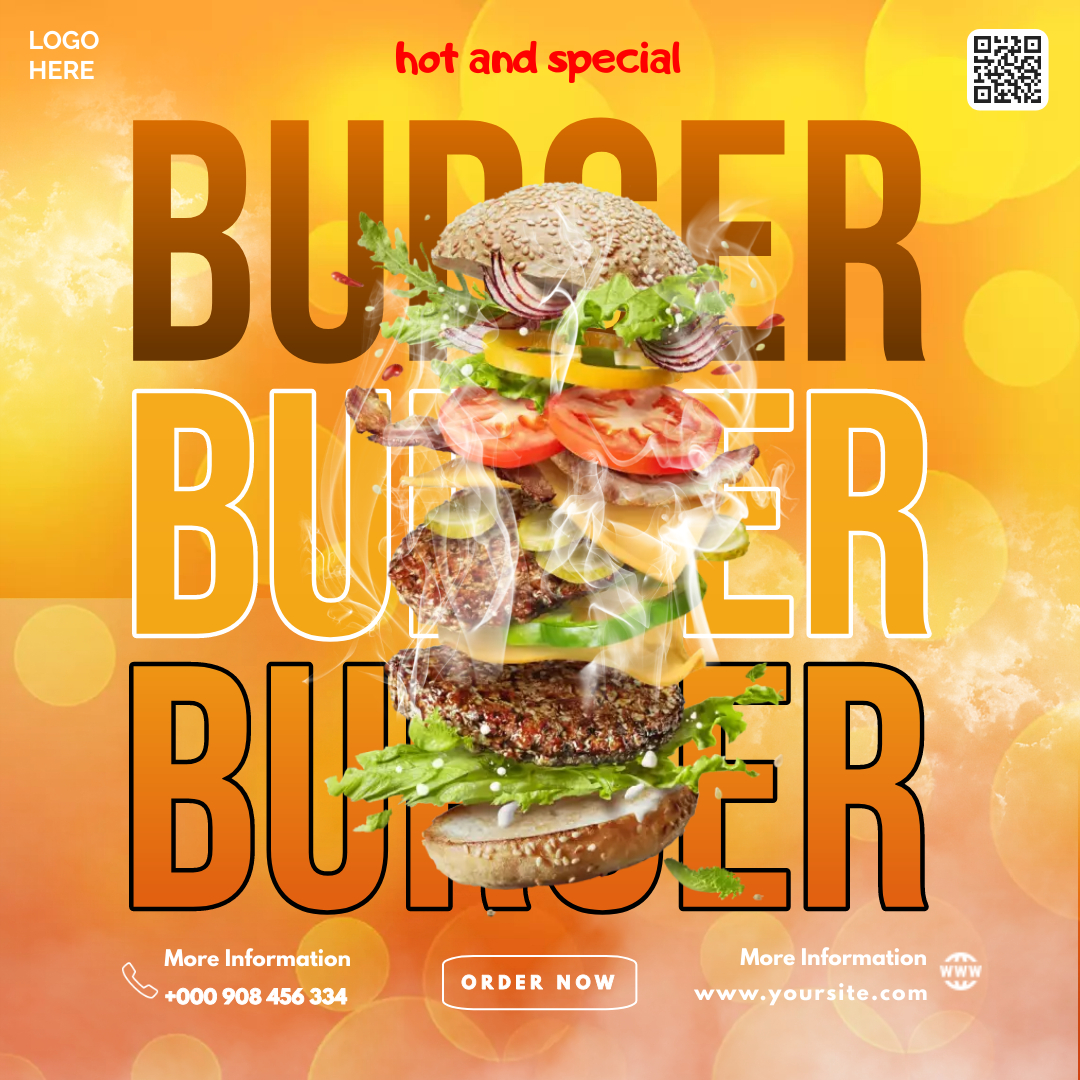 LOGO
HERE
hot and special
BURGER
BURGER
BURGER
More Information
+000 908 456 334
ORDER NOW
More Information
www.yoursite.com
WWW